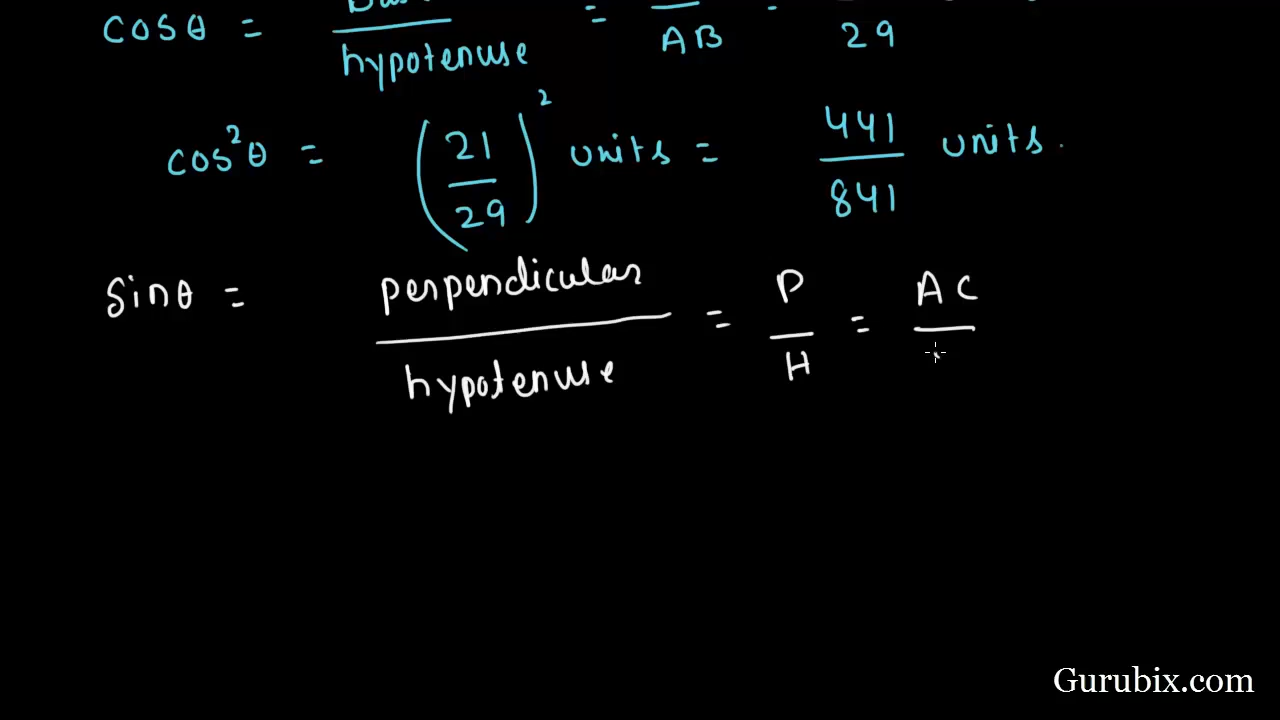 cosθ = hypotenuse = AB - 29
cos²θ = (21/29)² units = 441/841 units.
sinθ = perpendicular/hypotenuse = P/H = AC
Gurubix.com